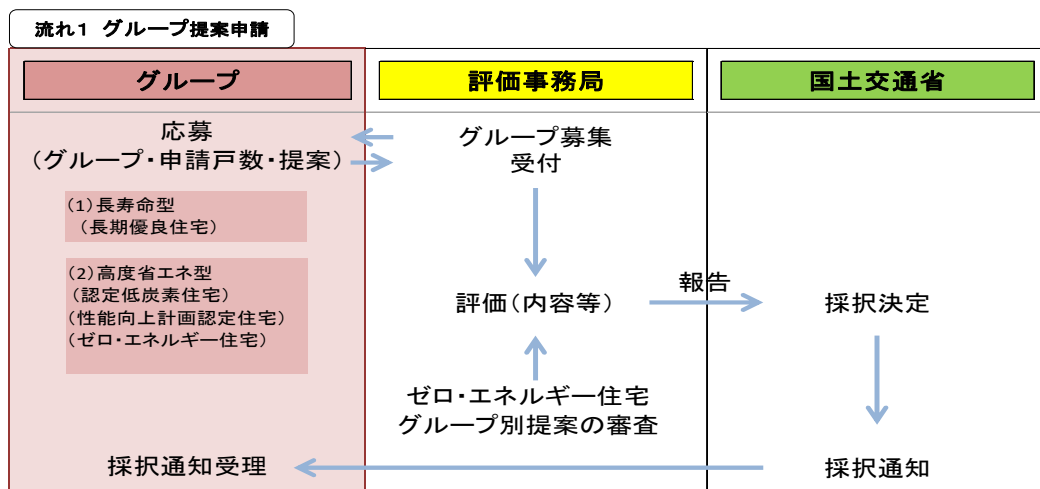 流れ1 グループ提案申請
グループ
評価事務局
国土交通省
応募
(グループ・申請戸数・提案)
(1)長寿命型
(長期優良住宅)
(2)高度省エネ型
(認定低炭素住宅)
(性能向上計画認定住宅)
(ゼロ・エネルギー住宅)
グループ募集
受付
評価(内容等)
報告
採択決定
ゼロ・エネルギー住宅
グループ別提案の審査
採択通知受理
採択通知